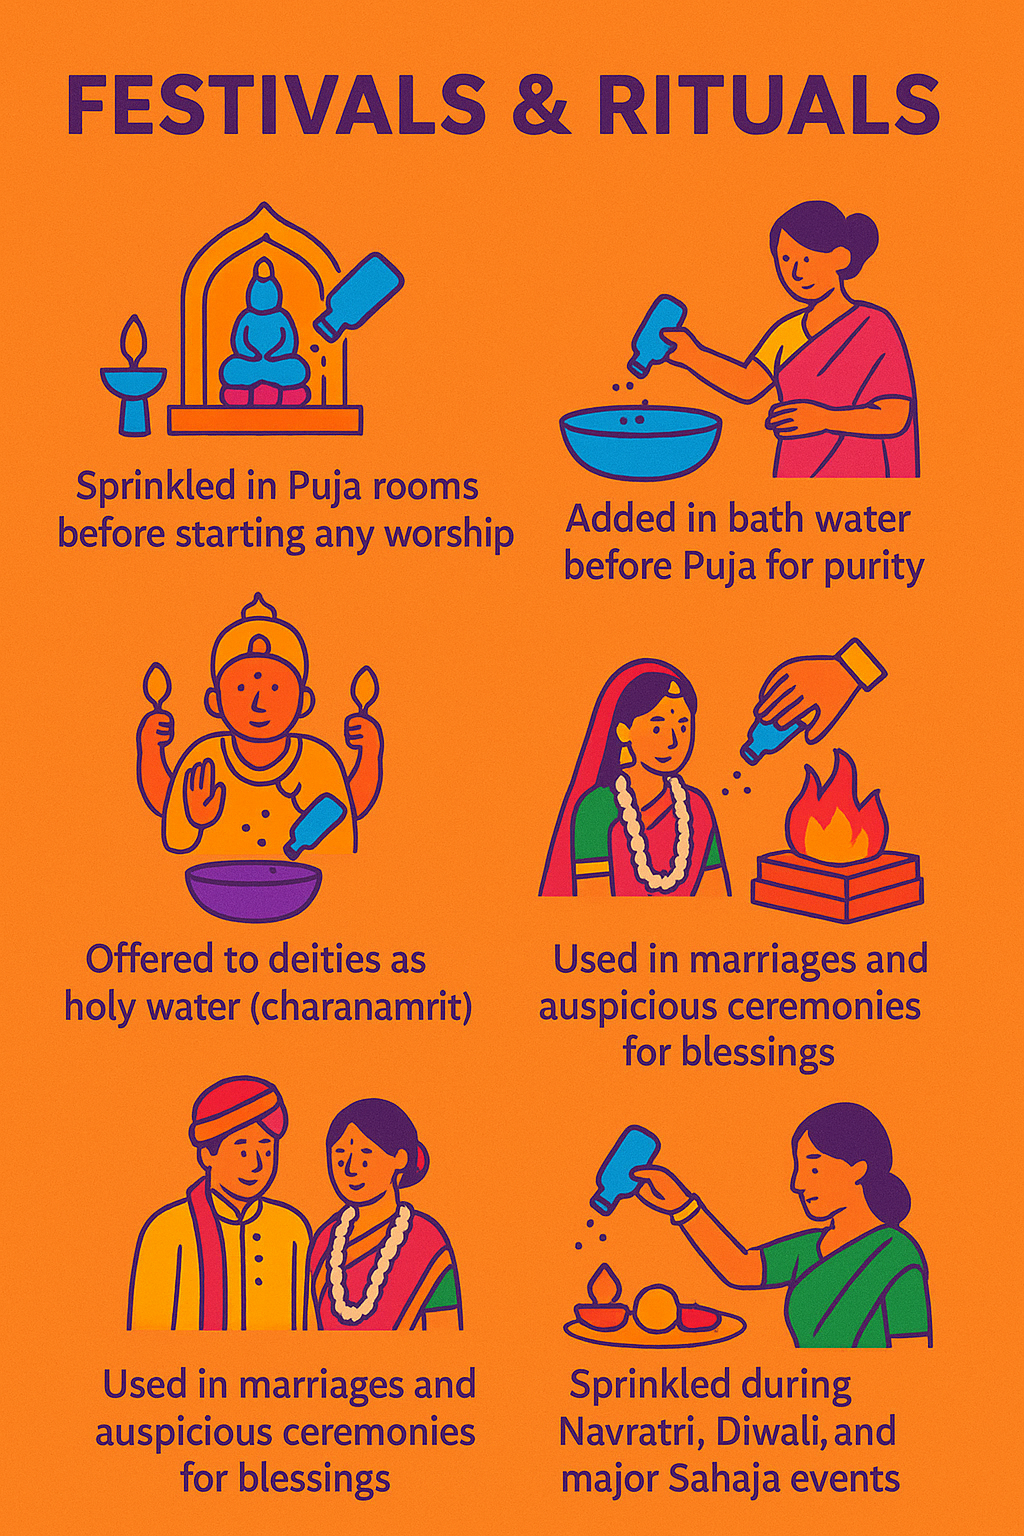 FESTIVALS & RITUALS
Sprinkled in Puja rooms
before starting any worship
Added in bath water
before Puja for purity
Offered to deities as
holy water (charanamrit)
Used in marriages and
auspicious ceremonies
for blessings
Used in marriages and
auspicious ceremonies
for blessings
Sprinkled during
Navratri, Diwali, and
major Sahaja events